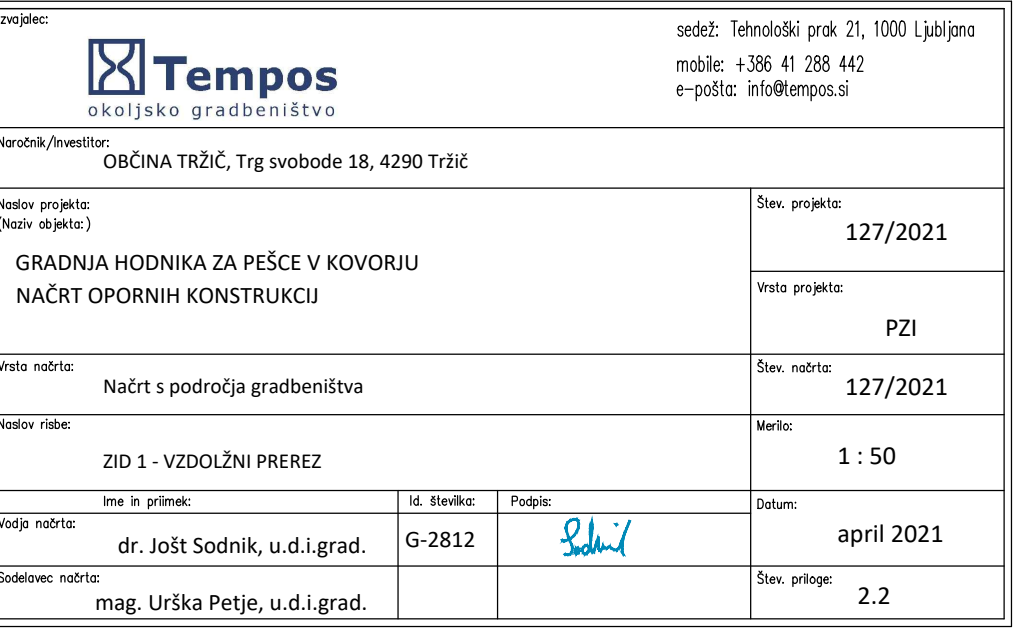 zvajalec:
Tempos
okoljsko gradbeništvo
sedež: Tehnološki prak 21, 1000 Ljubljana
mobile: +386 41 288 442
e-pošta: info@tempos.si
Naročnik/Investitor:
OBČINA TRŽIČ, Trg svobode 18, 4290 Tržič
Naslov projekta:
(Naziv objekta:)
GRADNJA HODNIKA ZA PEŠCE V KOVORJU
NAČRT OPORNIH KONSTRUKCIJ
Štev. projekta:
127/2021
Vrsta projekta:
PZI
Vrsta načrta:
Načrt s področja gradbeništva
Štev. načrta:
127/2021
Naslov risbe:
ZID 1 - VZDOLŽNI PREREZ
Merilo:
1 : 50
Ime in priimek:
Id. številka:
Podpis:
Vodja načrta:
dr. Jošt Sodnik, u.d.i.grad.
G-2812
Sodnik
Datum:
april 2021
Sodelavec načrta:
mag. Urška Petje, u.d.i.grad.
Štev. priloge:
2.2